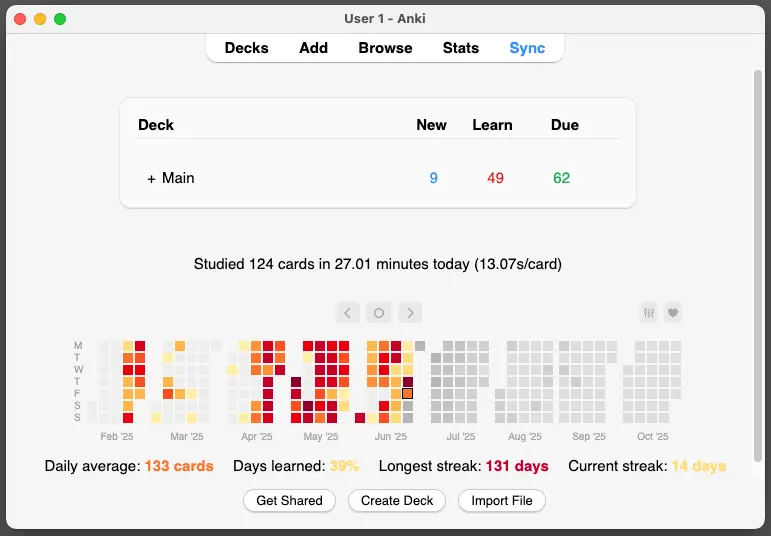 User 1 - Anki
Decks Add Browse Stats Sync
Deck New Learn Due
+ Main 9 49 62
Studied 124 cards in 27.01 minutes today (13.07s/card)
M
T
W
T
F
S
S
Feb '25 Mar '25 Apr '25 May '25 Jun '25 Jul '25 Aug '25 Sep '25 Oct '25
Daily average: 133 cards Days learned: 39% Longest streak: 131 days Current streak: 14 days
Get Shared Create Deck Import File